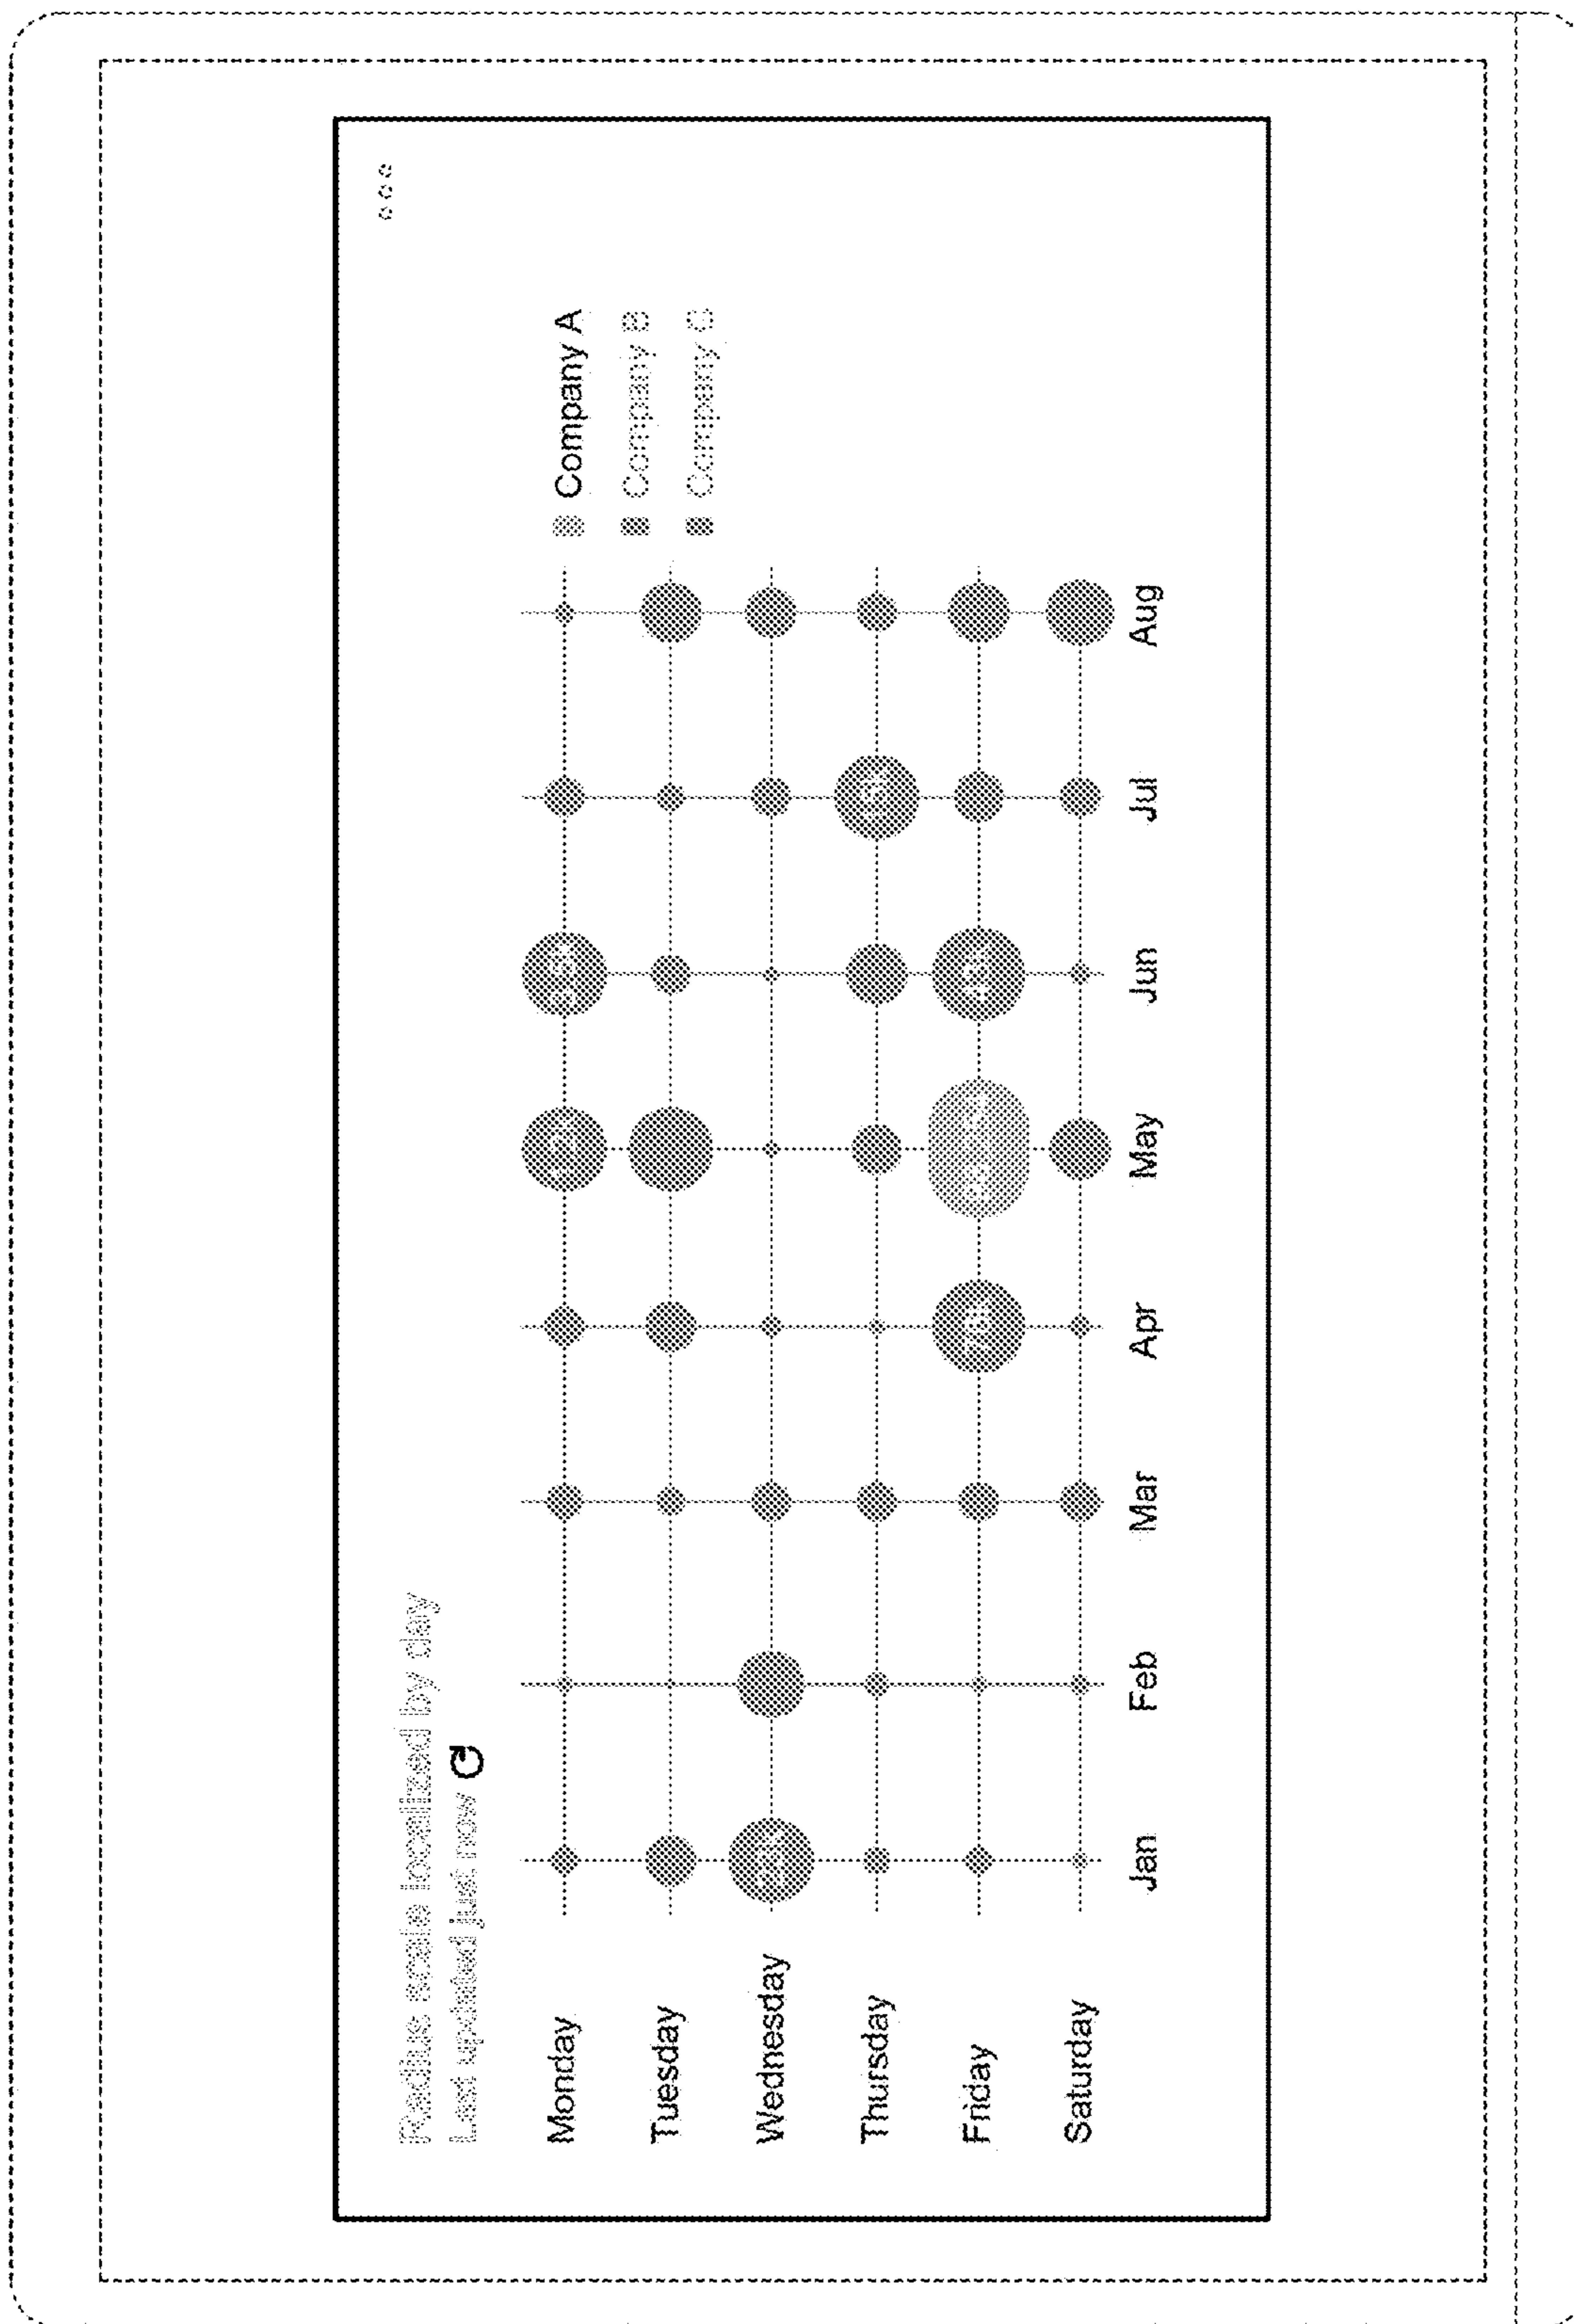 Radius scale localized by day
Last updated just now
Company A
Company B
Company C
Monday
Tuesday
Wednesday
Thursday
Friday
Saturday
Jan Feb Mar Apr May Jun Jul Aug